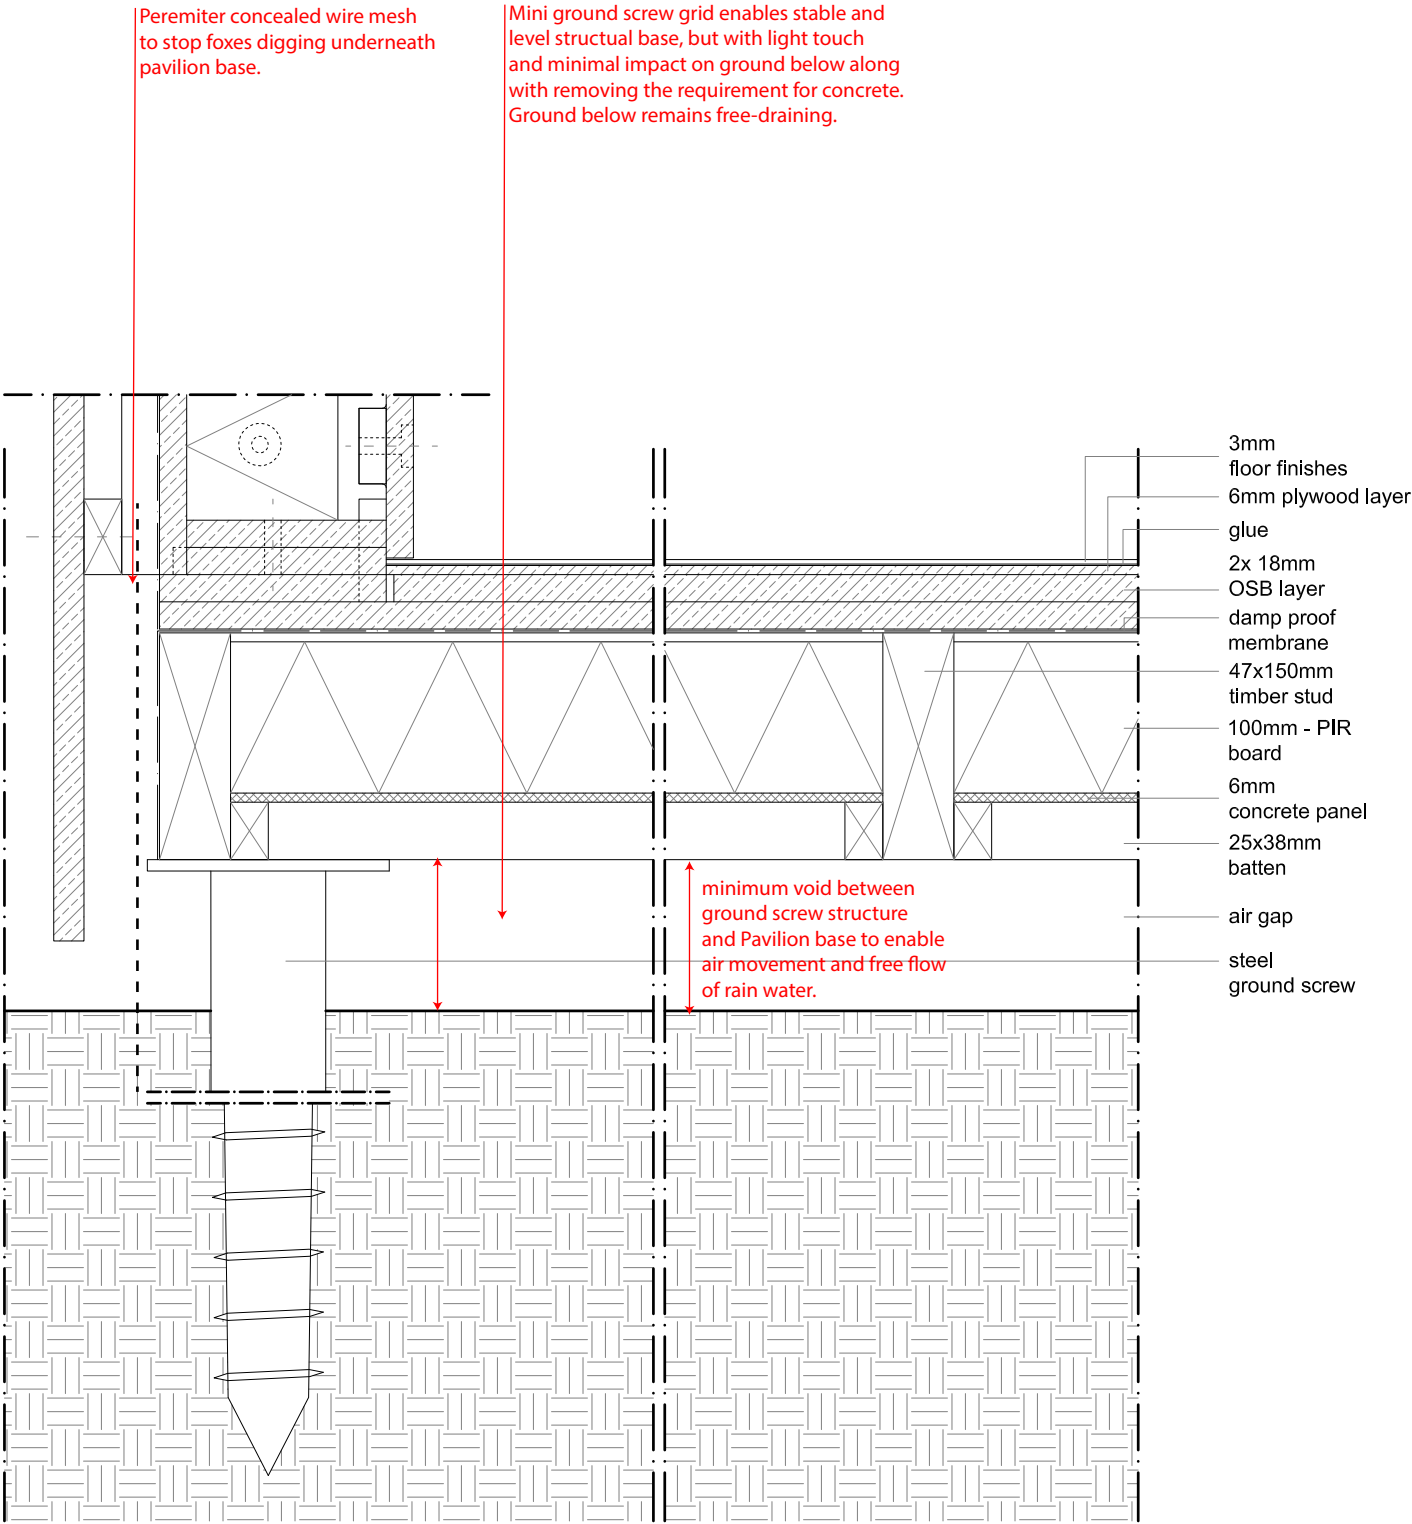 Peremiter concealed wire mesh
to stop foxes digging underneath
pavilion base.
Mini ground screw grid enables stable and
level structual base, but with light touch
and minimal impact on ground below along
with removing the requirement for concrete.
Ground below remains free-draining.
3mm
floor finishes
6mm plywood layer
glue
2x 18mm
OSB layer
damp proof
membrane
47x150mm
timber stud
100mm - PIR
board
6mm
concrete panel
25x38mm
batten
air gap
steel
ground screw
minimum void between
ground screw structure
and Pavilion base to enable
air movement and free flow
of rain water.